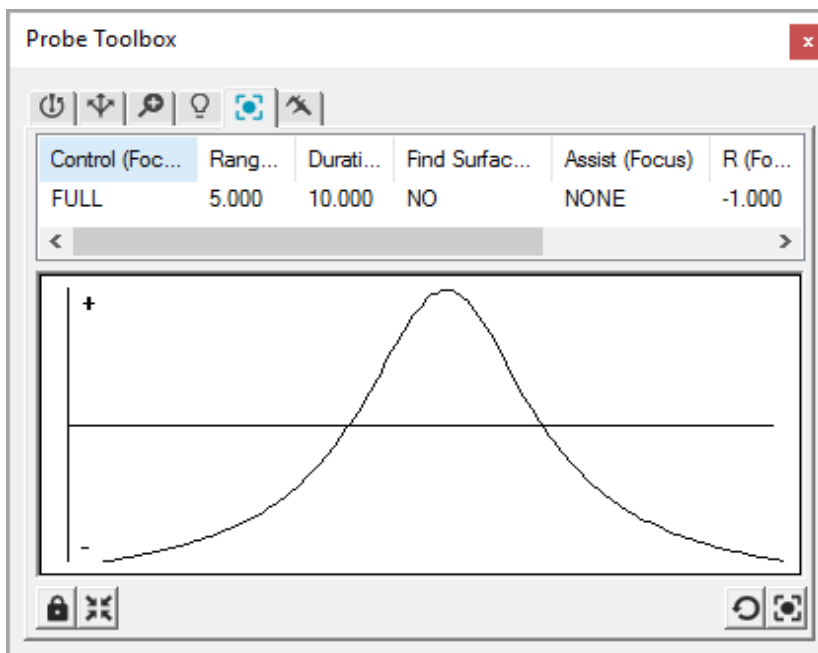 Probe Toolbox
x
Control (Foc... Rang... Durati... Find Surfac... Assist (Focus) R (Fo...
FULL 5.000 10.000 NO NONE -1.000
+
-